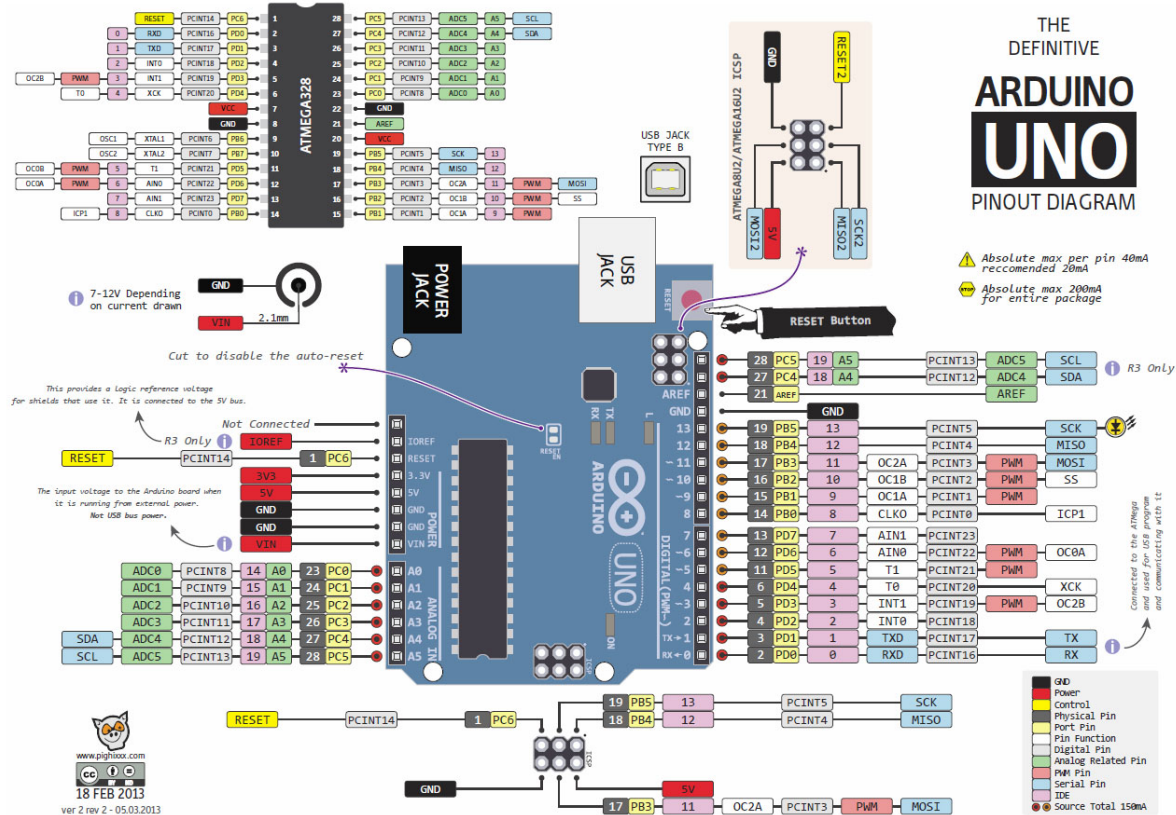 THE
DEFINITIVE
ARDUINO
UNO
PINOUT DIAGRAM
RESET PCINT14 PC6 1
0 RXD PCINT16 PD0 2
1 TXD PCINT17 PD1 3
2 INT0 PCINT18 PD2 4
OC2B PWM 3 INT1 PCINT19 PD3 5
T0 4 XCK PCINT20 PD4 6
VCC 7
GND 8
OSC1 XTAL1 PCINT6 PB6 9
OSC2 XTAL2 PCINT7 PB7 10
OC0B PWM 5 T1 PCINT21 PD5 11
OC0A PWM 6 AIN0 PCINT22 PD6 12
7 AIN1 PCINT23 PD7 13
ICP1 8 CLKO PCINT0 PB0 14
ATMEGA328
28 PC5 PCINT13 ADC5 A5 SCL
27 PC4 PCINT12 ADC4 A4 SDA
26 PC3 PCINT11 ADC3 A3
25 PC2 PCINT10 ADC2 A2
24 PC1 PCINT9 ADC1 A1
23 PC0 PCINT8 ADC0 A0
22 GND
21 AREF
20 VCC
19 PB5 PCINT5 SCK 13
18 PB4 PCINT4 MISO 12
17 PB3 PCINT3 OC2A 11 PWM MOSI
16 PB2 PCINT2 OC1B 10 PWM SS
15 PB1 PCINT1 OC1A 9 PWM
USB JACK
TYPE B
ATMEGA8U2/ATMEGA16U2 ICSP
GND
RESET2
MOSI2
5V
MISO2
SCK2
Absolute max per pin 40mA
reccomended 20mA
STOP
Absolute max 200mA
for entire package
i 7-12V Depending
on current drawn
GND
VIN
2.1mm
POWER
JACK
USB
JACK
RESET
RESET Button
Cut to disable the auto-reset
This provides a logic reference voltage
for shields that use it. It is connected to the 5V bus.
Not Connected
R3 Only i IOREF
RESET PCINT14 1 PC6
3V3
5V
GND
GND
i VIN
The input voltage to the Arduino board when
it is running from external power.
Not USB bus power.
ADC0 PCINT8 14 A0 23 PC0
ADC1 PCINT9 15 A1 24 PC1
ADC2 PCINT10 16 A2 25 PC2
ADC3 PCINT11 17 A3 26 PC3
SDA ADC4 PCINT12 18 A4 27 PC4
SCL ADC5 PCINT13 19 A5 28 PC5
IOREF
RESET
3.3V
5V
GND
GND
VIN
POWER
A0
A1
A2
A3
A4
A5
ANALOG IN
RESET
EN
RX
TX
L
ARDUINO
UNO
ON
ICSP
DIGITAL (PWM~)
AREF
GND
13
12
~11
~10
~9
8
7
~6
~5
4
~3
2
TX→1
RX←0
28 PC5 19 A5 PCINT13 ADC5 SCL
27 PC4 18 A4 PCINT12 ADC4 SDA
i R3 Only
21 AREF AREF
GND
19 PB5 13 PCINT5 SCK
18 PB4 12 PCINT4 MISO
17 PB3 11 OC2A PCINT3 PWM MOSI
16 PB2 10 OC1B PCINT2 PWM SS
15 PB1 9 OC1A PCINT1 PWM
14 PB0 8 CLKO PCINT0 ICP1
13 PD7 7 AIN1 PCINT23
12 PD6 6 AIN0 PCINT22 PWM OC0A
11 PD5 5 T1 PCINT21 PWM
6 PD4 4 T0 PCINT20 XCK
5 PD3 3 INT1 PCINT19 PWM OC2B
4 PD2 2 INT0 PCINT18
3 PD1 1 TXD PCINT17 TX
2 PD0 0 RXD PCINT16 RX
i
Connected to the ATMega
and used for USB program
and communicating with it
RESET PCINT14 1 PC6
19 PB5 13 PCINT5 SCK
18 PB4 12 PCINT4 MISO
ICSP
GND
5V
17 PB3 11 OC2A PCINT3 PWM MOSI
GND
Power
Control
Physical Pin
Port Pin
Pin Function
Digital Pin
Analog Related Pin
PWM Pin
Serial Pin
IDE
Source Total 150mA
www.pighixxx.com
cc
BY ND
18 FEB 2013
ver 2 rev 2 - 05.03.2013